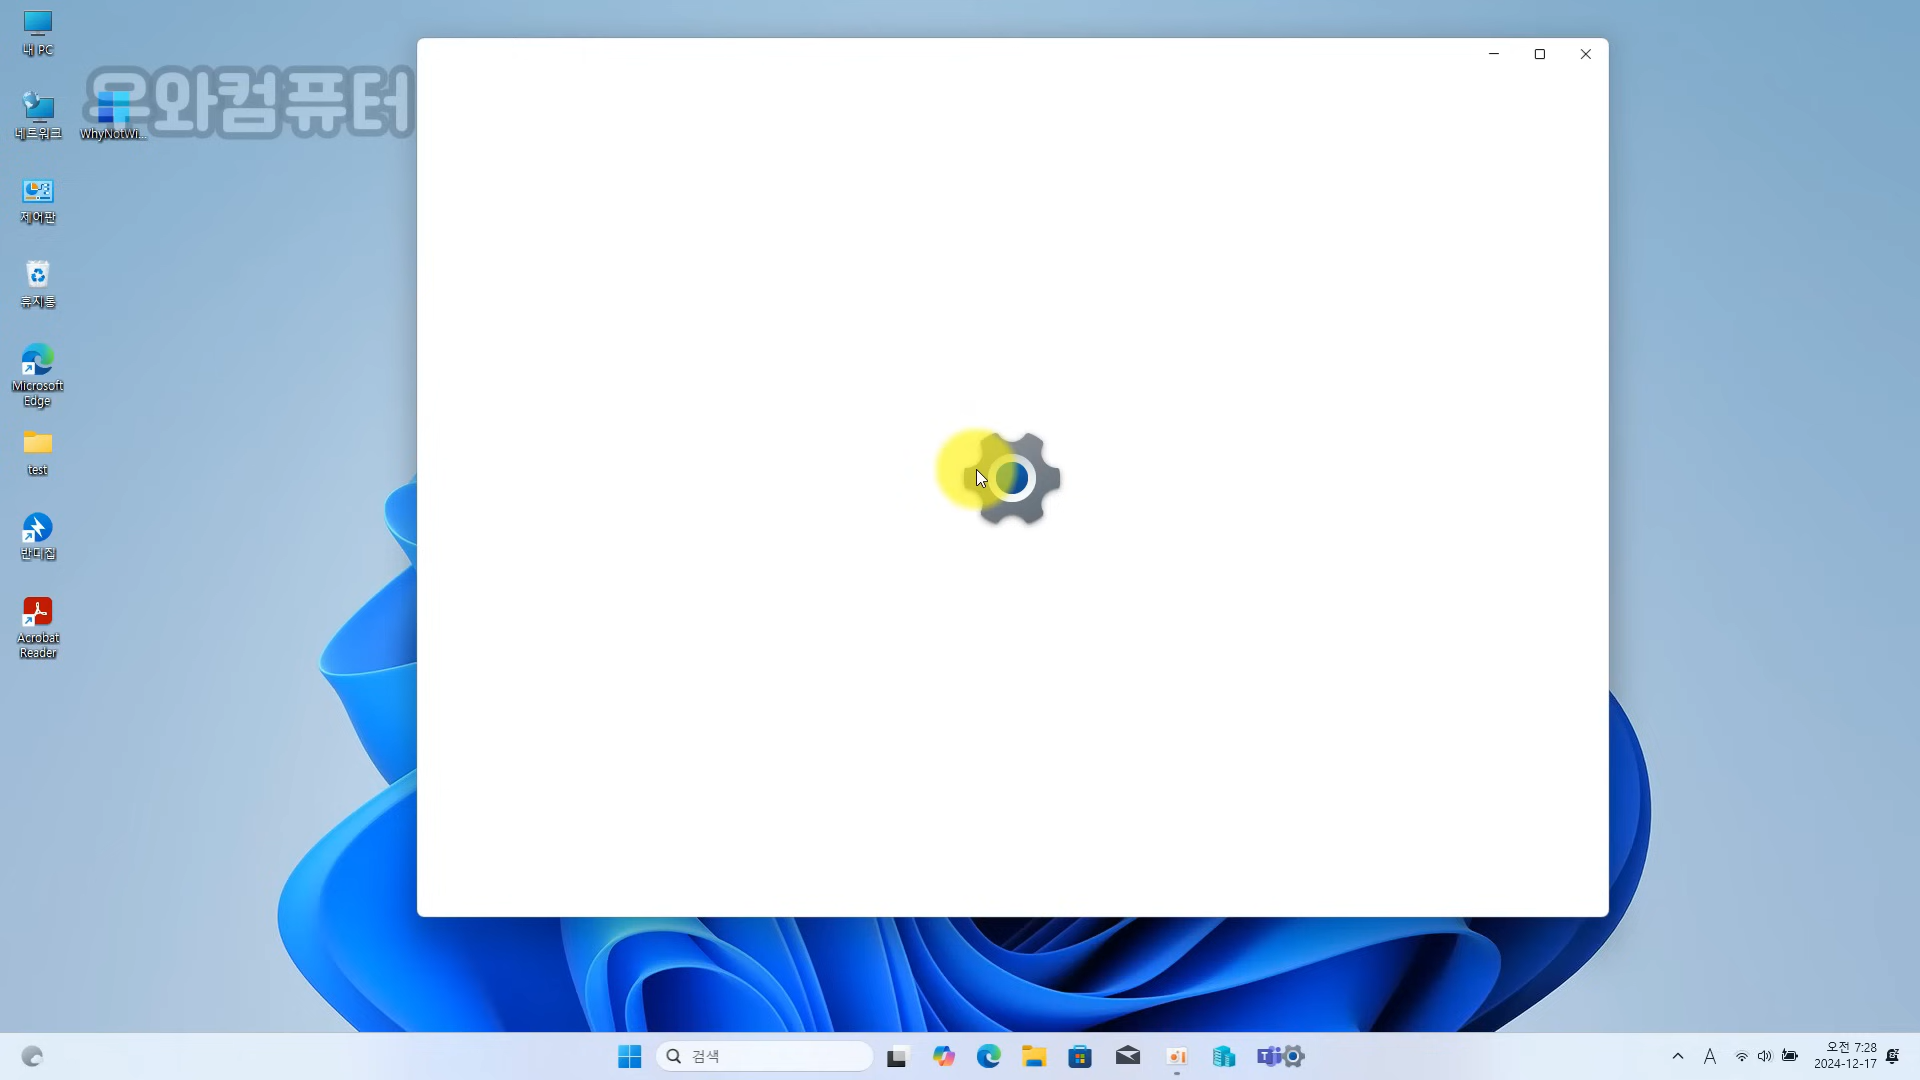 내 PC
우와컴퓨터
네트워크
WhyNotWi...
제어판
휴지통
Microsoft
Edge
test
반디집
Acrobat
Reader
검색
A
오전 7:28
2024-12-17